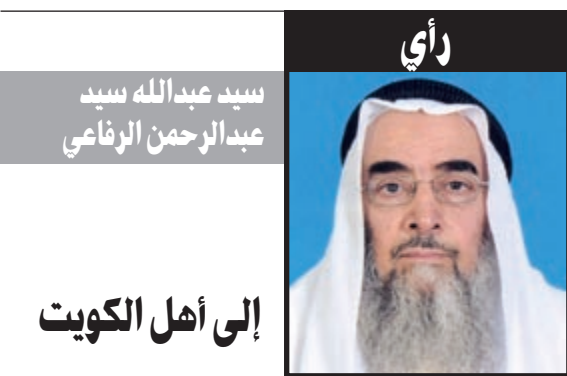 رأي
سيد عبدالله سيد
عبدالرحمن الرفاعي
إلى أهل الكويت